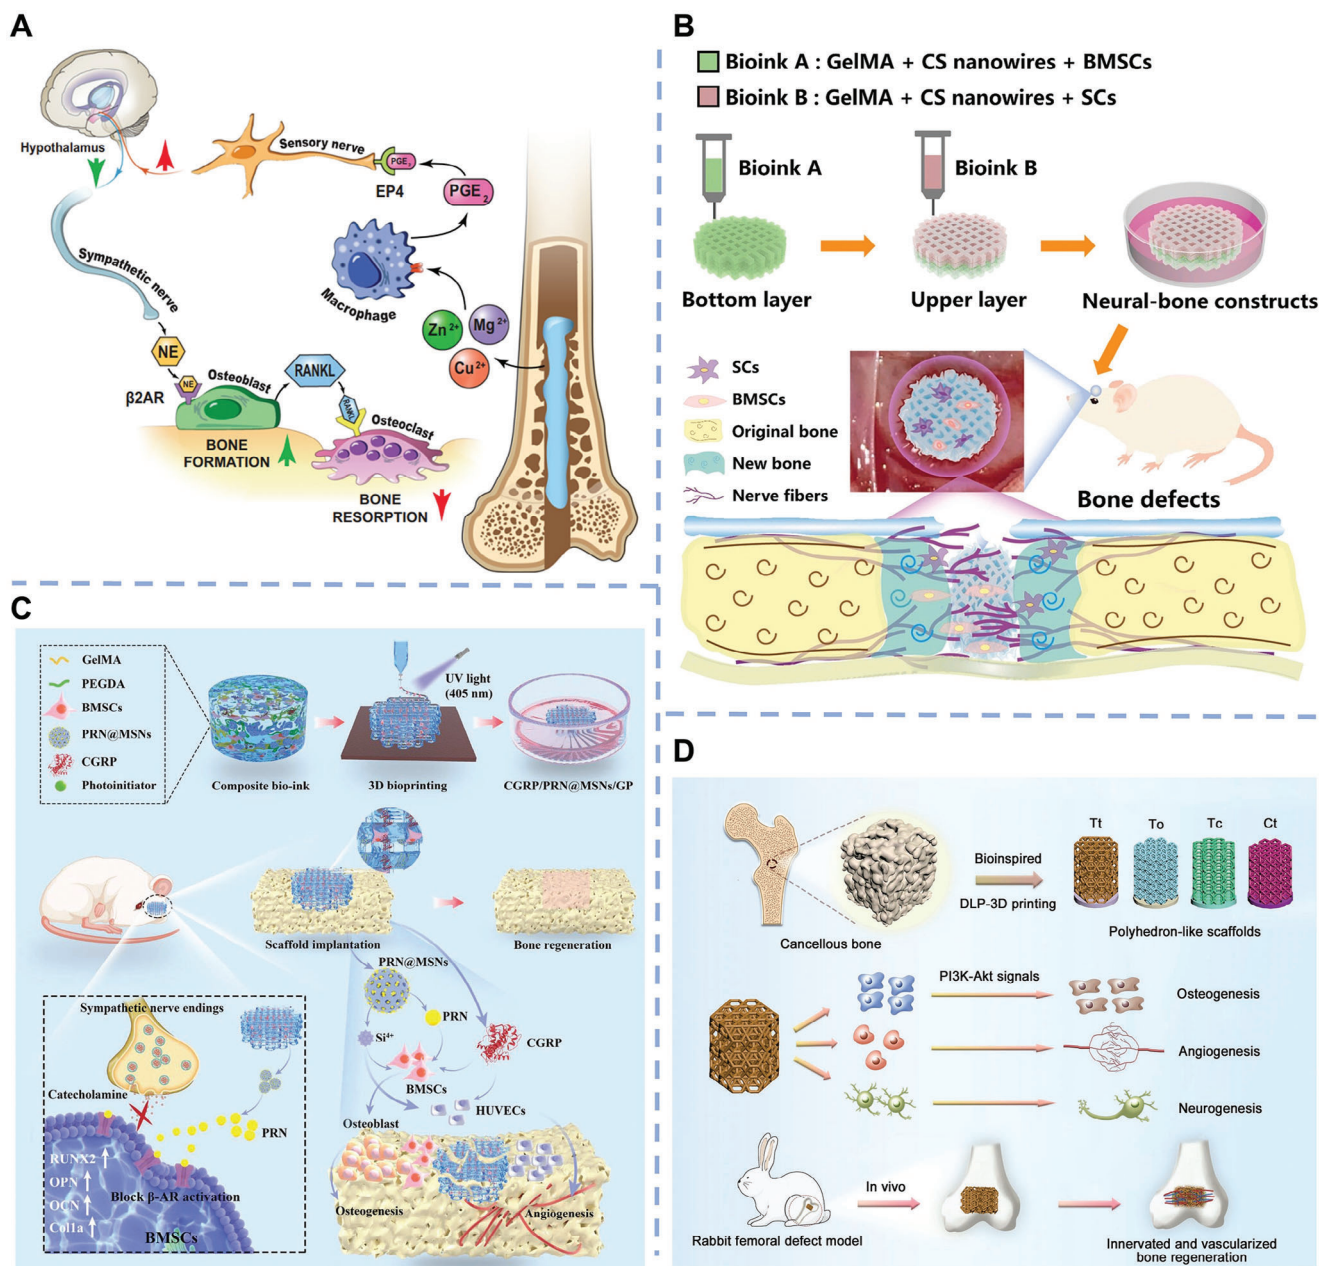 A
Hypothalamus
Sensory nerve
PGE2
EP4
PGE2
Macrophage
Sympathetic nerve
Zn2+
Mg2+
Cu2+
NE
NE
β2AR
Osteoblast
RANKL
RANKL
Osteoclast
BONE
FORMATION
BONE
RESORPTION
B
Bioink A : GelMA + CS nanowires + BMSCs
Bioink B : GelMA + CS nanowires + SCs
Bioink A
Bioink B
Bottom layer
Upper layer
Neural-bone constructs
SCs
BMSCs
Original bone
New bone
Nerve fibers
Bone defects
C
GelMA
PEGDA
BMSCs
PRN@MSNs
CGRP
Photoinitiator
UV light
(405 nm)
Composite bio-ink
3D bioprinting
CGRP/PRN@MSNs/GP
Scaffold implantation
Bone regeneration
PRN@MSNs
PRN
Si4+
CGRP
BMSCs
HUVECs
Osteoblast
Osteogenesis
Angiogenesis
Sympathetic nerve endings
Catecholamine
PRN
RUNX2
OPN
OCN
Col1a
Block β-AR activation
BMSCs
D
Cancellous bone
Bioinspired
DLP-3D printing
Tt
To
Tc
Ct
Polyhedron-like scaffolds
PI3K-Akt signals
Osteogenesis
Angiogenesis
Neurogenesis
In vivo
Rabbit femoral defect model
Innervated and vascularized
bone regeneration